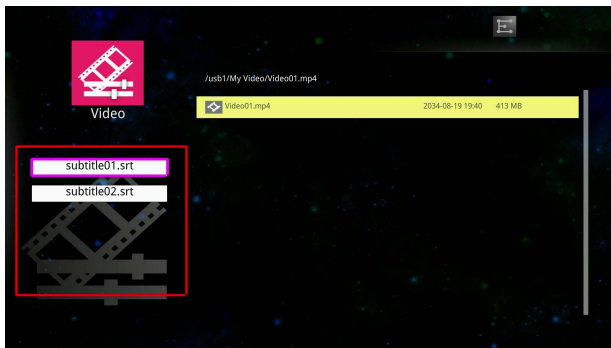 /usb1/My Video/Video01.mp4
Video
Video01.mp4 2034-08-19 19:40 413 MB
subtitle01.srt
subtitle02.srt